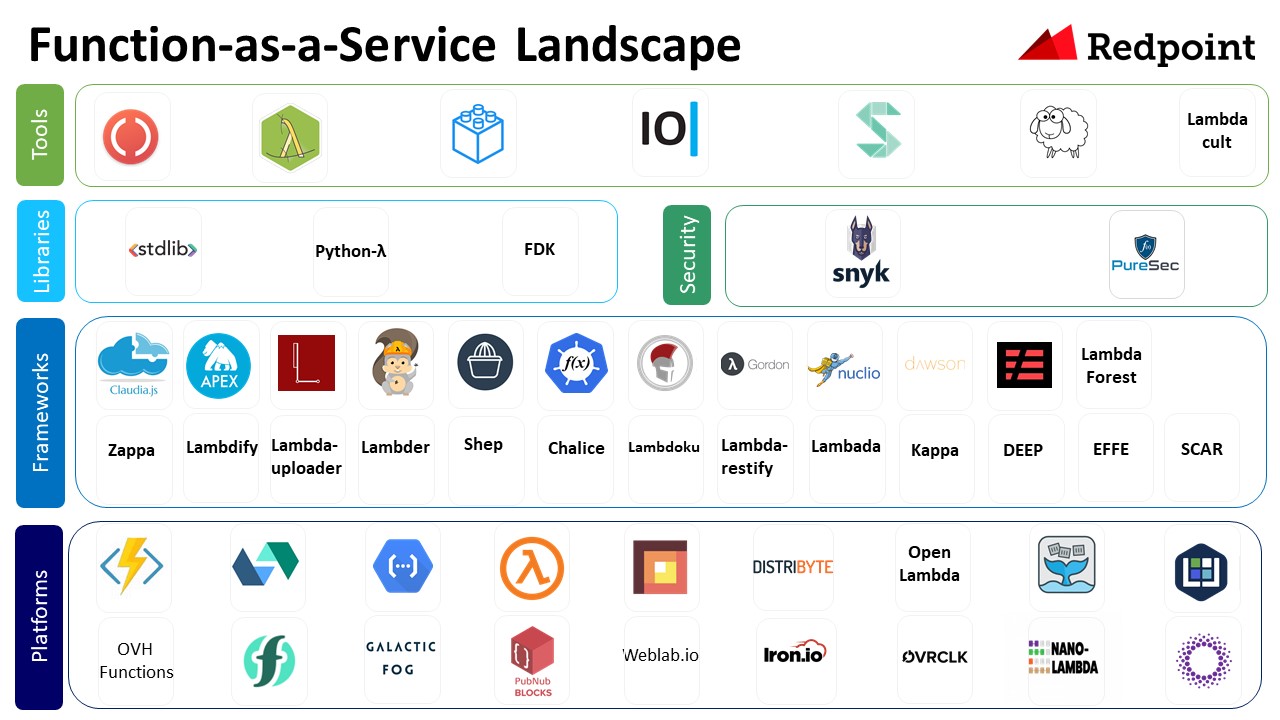 Function-as-a-Service Landscape
Redpoint
Tools
IO
Lambda
cult
Libraries
<stdlib>
Python-λ
FDK
Security
snyk
PureSec
Frameworks
Claudia.js
APEX
f(x)
λ Gordon
nuclio
dawson
Lambda
Forest
Zappa
Lambdify
Lambda-
uploader
Lambder
Shep
Chalice
Lambdoku
Lambda-
restify
Lambada
Kappa
DEEP
EFFE
SCAR
Platforms
DISTRIBYTE
Open
Lambda
OVH
Functions
GALACTIC
FOG
PubNub
BLOCKS
Weblab.io
Iron.io
OVRCLK
NANO-
LAMBDA